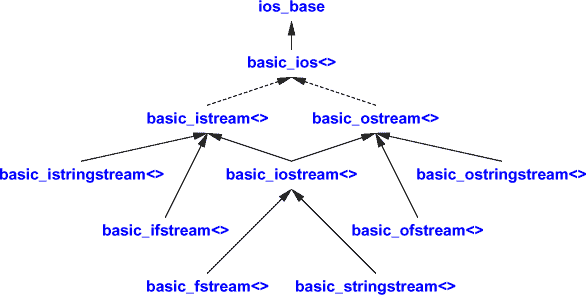 ios_base
basic_ios<>
basic_istream<> basic_ostream<>
basic_istringstream<> basic_iostream<> basic_ostringstream<>
basic_ifstream<> basic_ofstream<>
basic_fstream<> basic_stringstream<>